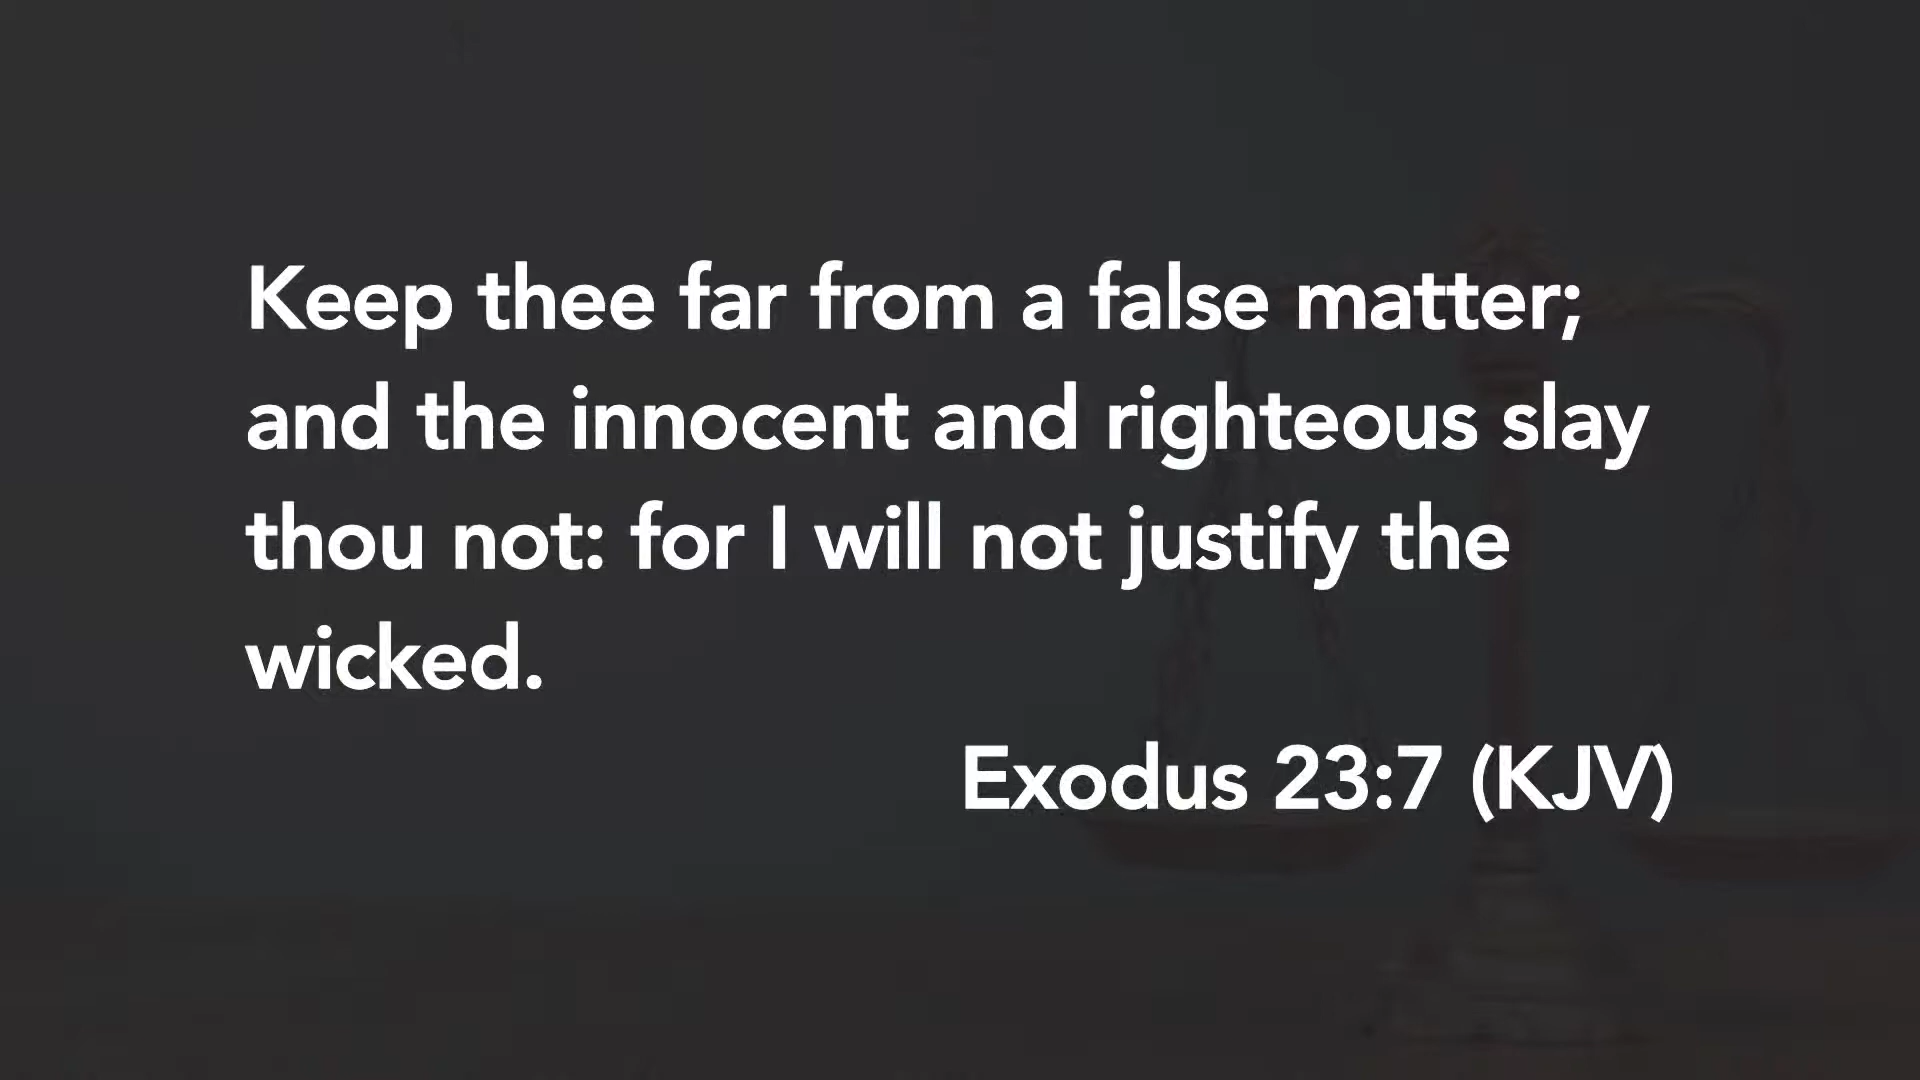 Keep thee far from a false matter;
and the innocent and righteous slay
thou not: for I will not justify the
wicked.
Exodus 23:7 (KJV)